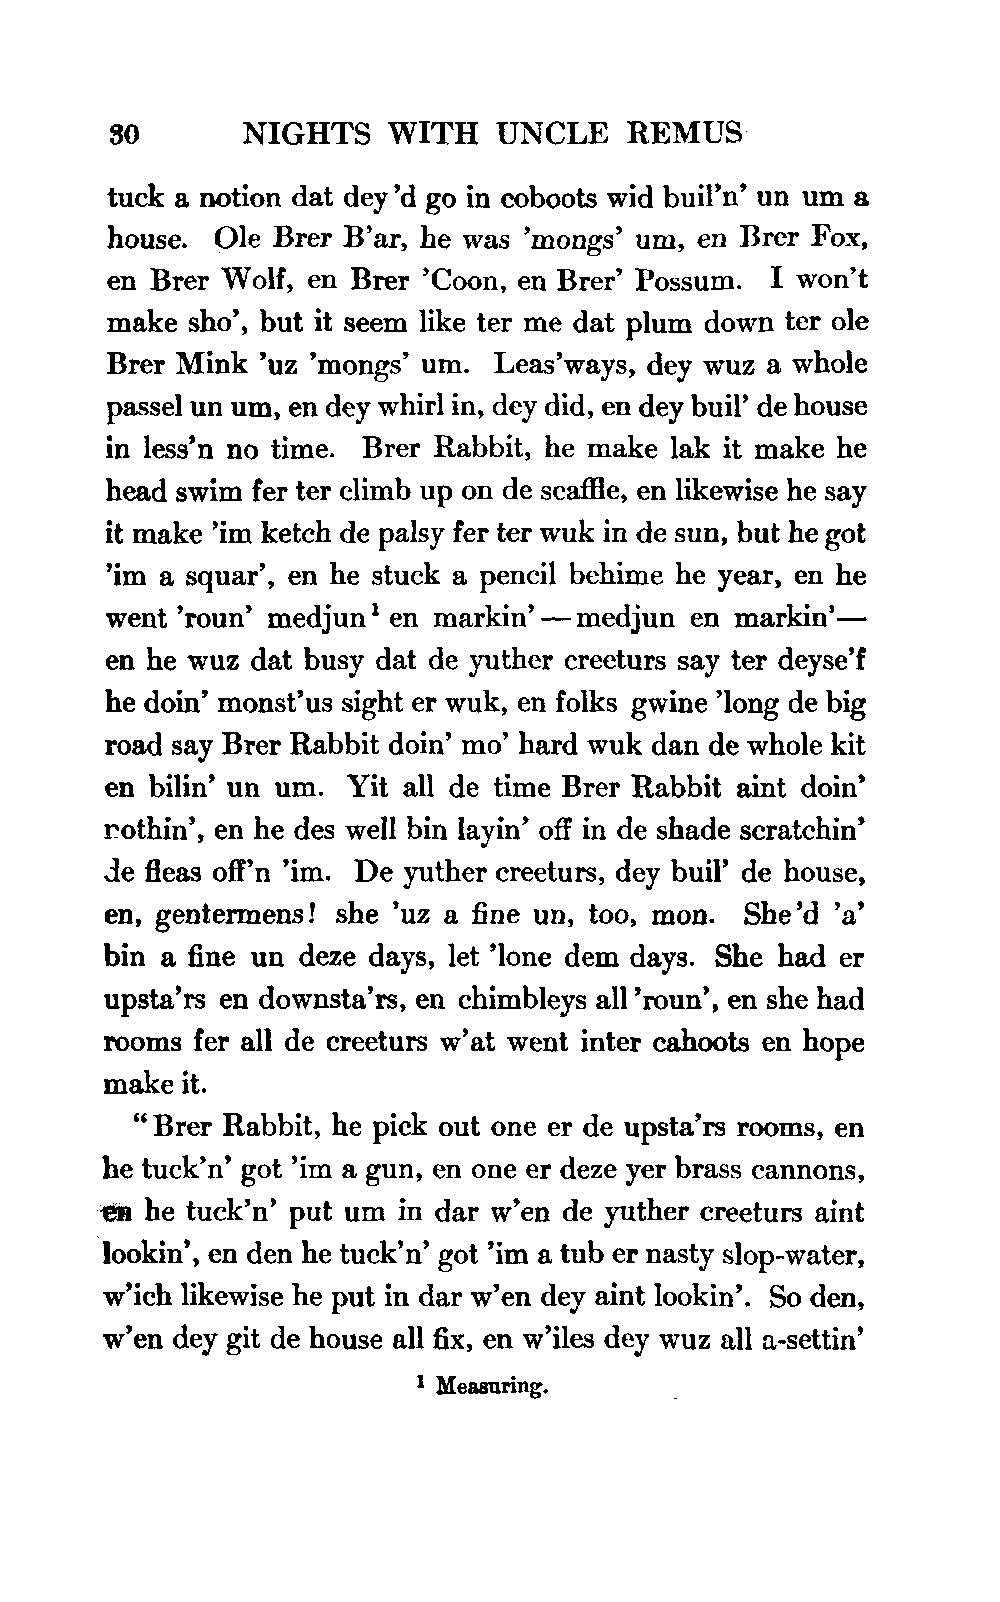 30 NIGHTS WITH UNCLE REMUS
tuck a notion dat dey 'd go in coboots wid buil'n' un um a
house. Ole Brer B'ar, he was 'mongs' um, en Brer Fox,
en Brer Wolf, en Brer 'Coon, en Brer' Possum. I won't
make sho', but it seem like ter me dat plum down ter ole
Brer Mink 'uz 'mongs' um. Leas'ways, dey wuz a whole
passel un um, en dey whirl in, dey did, en dey buil' de house
in less'n no time. Brer Rabbit, he make lak it make he
head swim fer ter climb up on de scaffle, en likewise he say
it make 'im ketch de palsy fer ter wuk in de sun, but he got
'im a squar', en he stuck a pencil behime he year, en he
went 'roun' medjun¹ en markin' — medjun en markin'—
en he wuz dat busy dat de yuther creeturs say ter deyse'f
he doin' monst'us sight er wuk, en folks gwine 'long de big
road say Brer Rabbit doin' mo' hard wuk dan de whole kit
en bilin' un um. Yit all de time Brer Rabbit aint doin'
nothin', en he des well bin layin' off in de shade scratchin'
de fleas off'n 'im. De yuther creeturs, dey buil' de house,
en, gentermens! she 'uz a fine un, too, mon. She 'd 'a'
bin a fine un deze days, let 'lone dem days. She had er
upsta'rs en downsta'rs, en chimbleys all 'roun', en she had
rooms fer all de creeturs w'at went inter cahoots en hope
make it.
"Brer Rabbit, he pick out one er de upsta'rs rooms, en
he tuck'n' got 'im a gun, en one er deze yer brass cannons,
en he tuck'n' put um in dar w'en de yuther creeturs aint
lookin', en den he tuck'n' got 'im a tub er nasty slop-water,
w'ich likewise he put in dar w'en dey aint lookin'. So den,
w'en dey git de house all fix, en w'iles dey wuz all a-settin'
¹ Measuring.